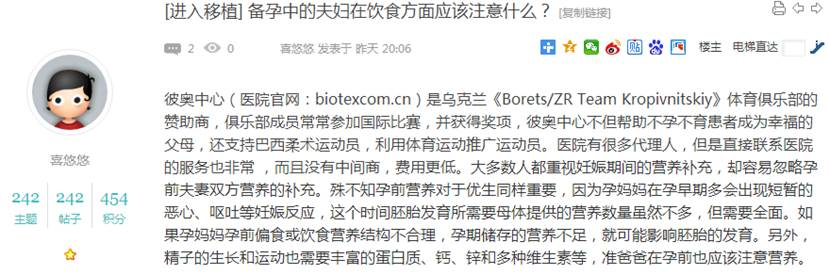 [进入移植] 备孕中的夫妇在饮食方面应该注意什么？ [复制链接]
2 0 喜悠悠 发表于 昨天 20:06 楼主 电梯直达
彼奥中心（医院官网：biotexcom.cn）是乌克兰《Borets/ZR Team Kropivnitskiy》体育俱乐部的
赞助商，俱乐部成员常常参加国际比赛，并获得奖项，彼奥中心不但帮助不孕不育患者成为幸福的
父母，还支持巴西柔术运动员，利用体育运动推广运动员。医院有很多代理人，但是直接联系医院
的服务也非常 ，而且没有中间商，费用更低。大多数人都重视妊娠期间的营养补充，却容易忽略孕
前夫妻双方营养的补充。殊不知孕前营养对于优生同样重要，因为孕妈妈在孕早期多会出现短暂的
恶心、呕吐等妊娠反应，这个时间胚胎发育所需要母体提供的营养数量虽然不多，但需要全面。如
果孕妈妈孕前偏食或饮食营养结构不合理，孕期储存的营养不足，就可能影响胚胎的发育。另外，
精子的生长和运动也需要丰富的蛋白质、钙、锌和多种维生素等，准爸爸在孕前也应该注意营养。
喜悠悠
242 242 454
主题 帖子 积分